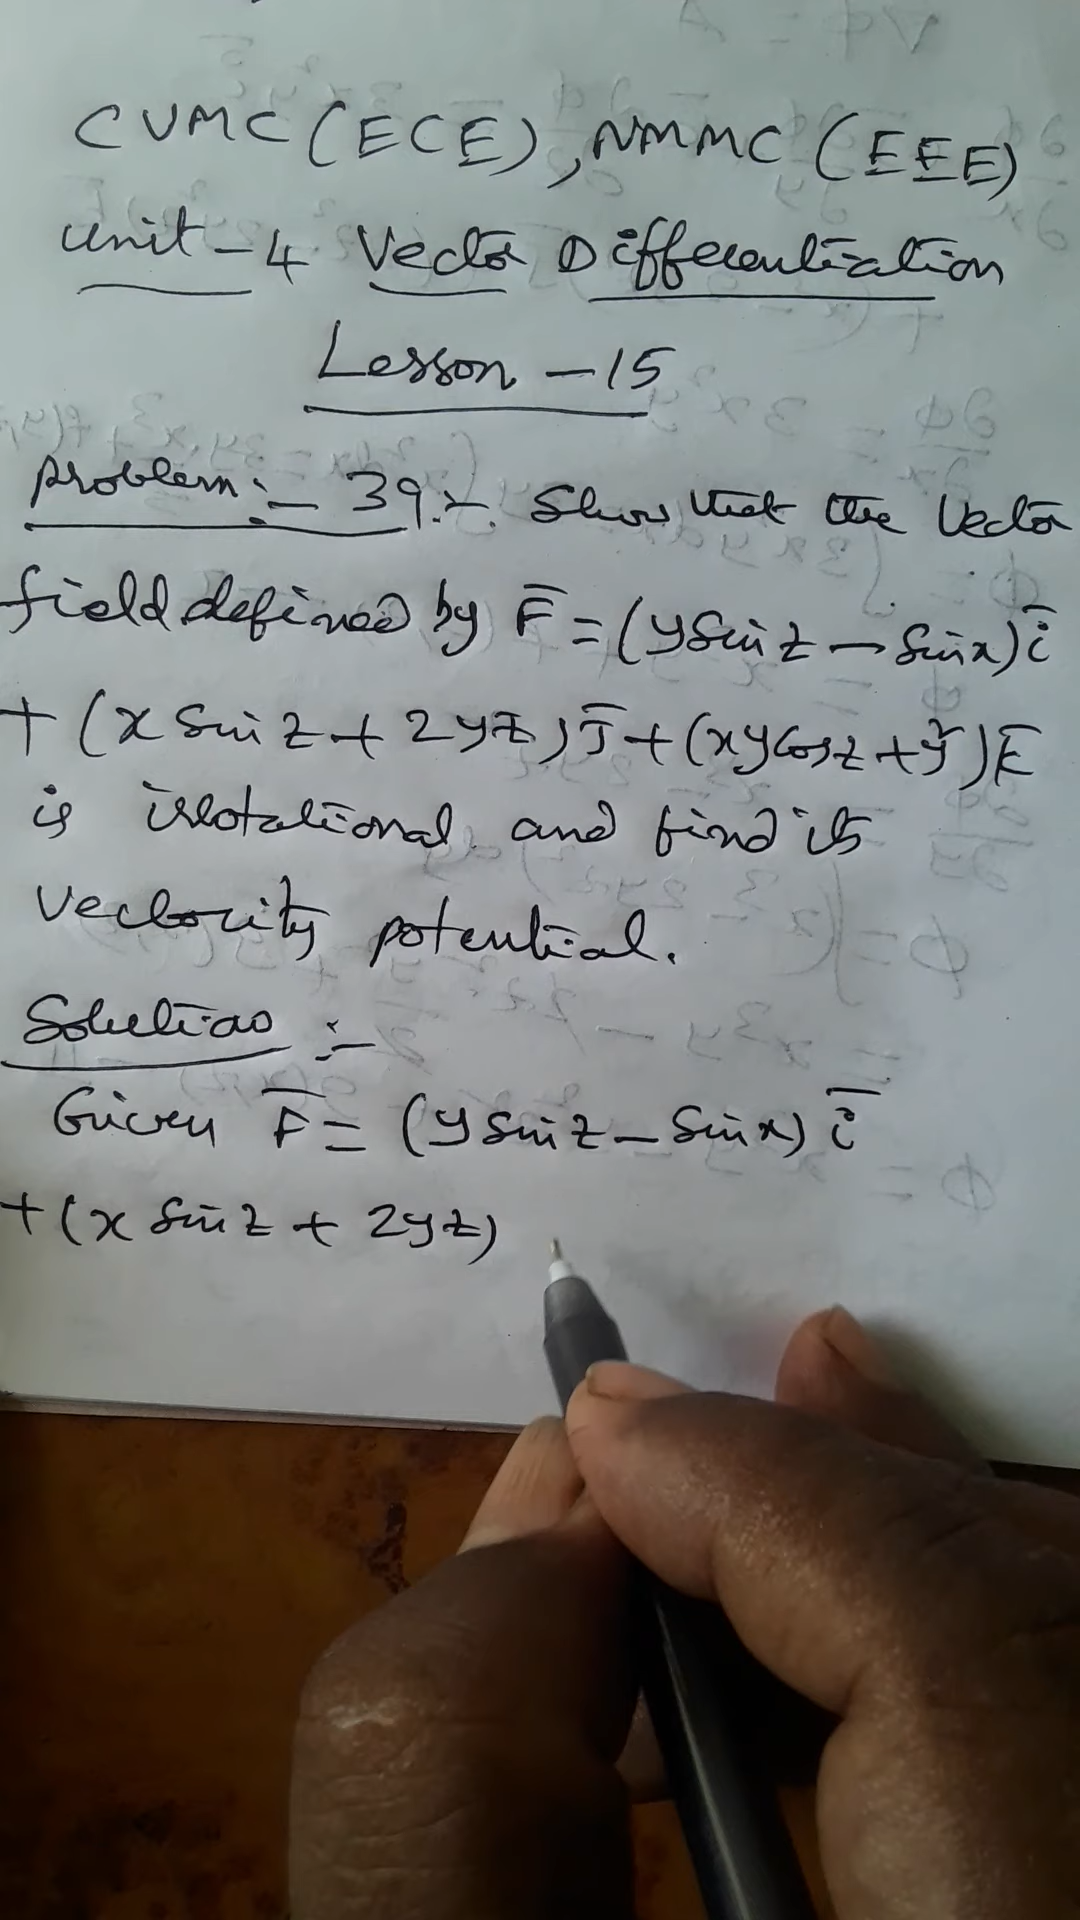 CVMC (ECE), NMMC (EEE)
Unit-4 Vector Differentiation
Lesson - 15
Problem:- 39:- Show that the Vector
field defined by F̅ = (y sin z - sin x) i̅
+ (x sin z + 2yz) j̅ + (xy cos z + y²) k̅
is irrotational and find its
velocity potential.
Solution :-
Given F̅ = (y sin z - sin x) i̅
+ (x sin z + 2yz)